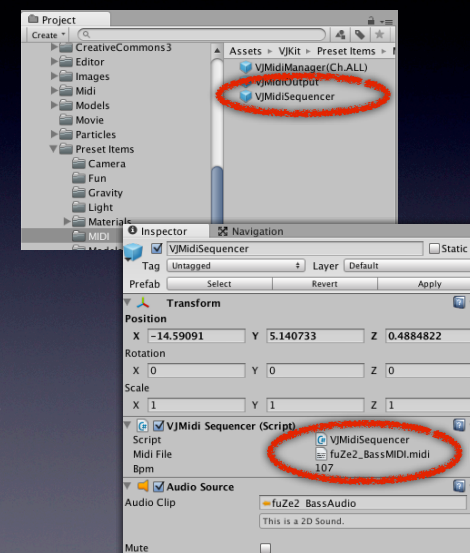 Project
Create
CreativeCommons3
Editor
Images
Midi
Models
Movie
Particles
Preset Items
Camera
Fun
Gravity
Light
Materials
MIDI
Assets ▸ VJKit ▸ Preset Items ▸
VJMidiManager(Ch.ALL)
VJMidiOutput
VJMidiSequencer
Inspector Navigation
VJMidiSequencer Static
Tag Untagged Layer Default
Prefab Select Revert Apply
Transform
Position
X -14.59091 Y 5.140733 Z 0.4884822
Rotation
X 0 Y 0 Z 0
Scale
X 1 Y 1 Z 1
VJMidi Sequencer (Script)
Script VJMidiSequencer
Midi File fuZe2_BassMIDI.midi
Bpm 107
Audio Source
Audio Clip fuZe2_BassAudio
This is a 2D Sound.
Mute